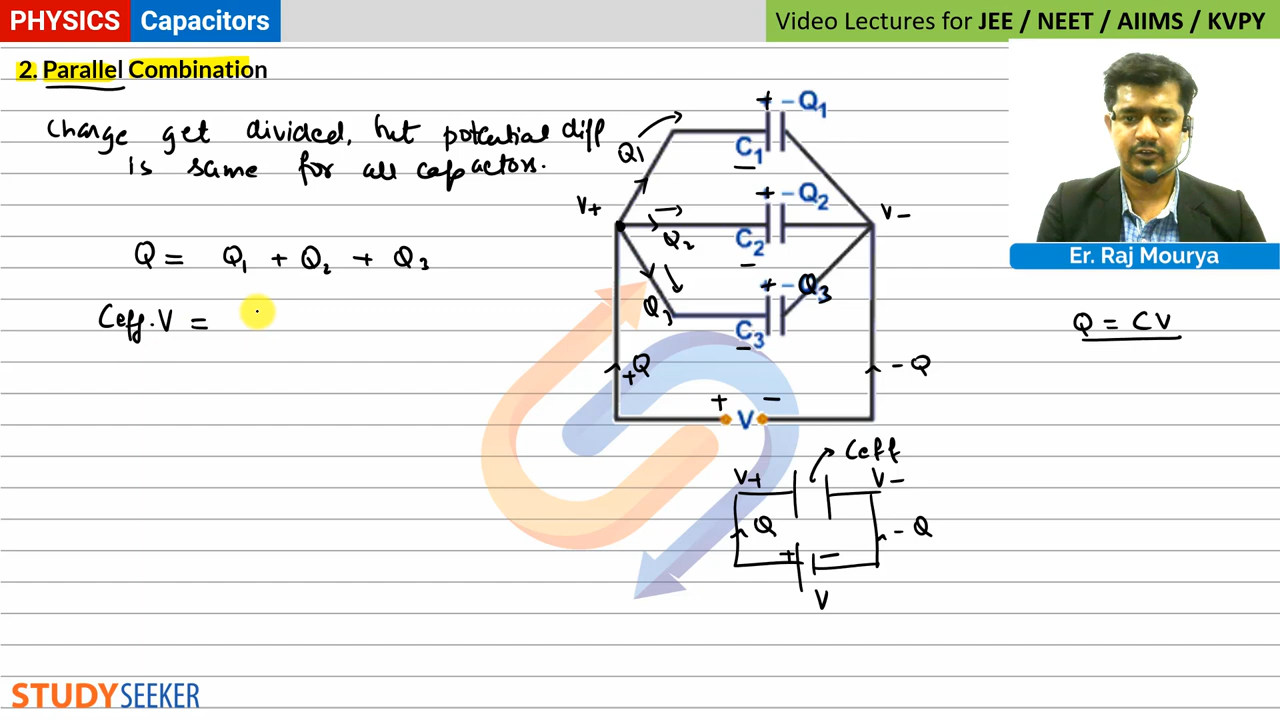 PHYSICS Capacitors
Video Lectures for JEE / NEET / AIIMS / KVPY
2. Parallel Combination
Charge get divided, but potential diff
is same for all capactors.
Q = Q1 + Q2 + Q3
Ceff. V =
+ - Q1
Q1
C1
-
V+
+ - Q2
V-
Q2
C2
-
+ - Q3
Q3
C3
-
+Q
- Q
+ V -
Er. Raj Mourya
Q = CV
Ceff
V+ V-
Q - Q
+ -
V
STUDYSEEKER